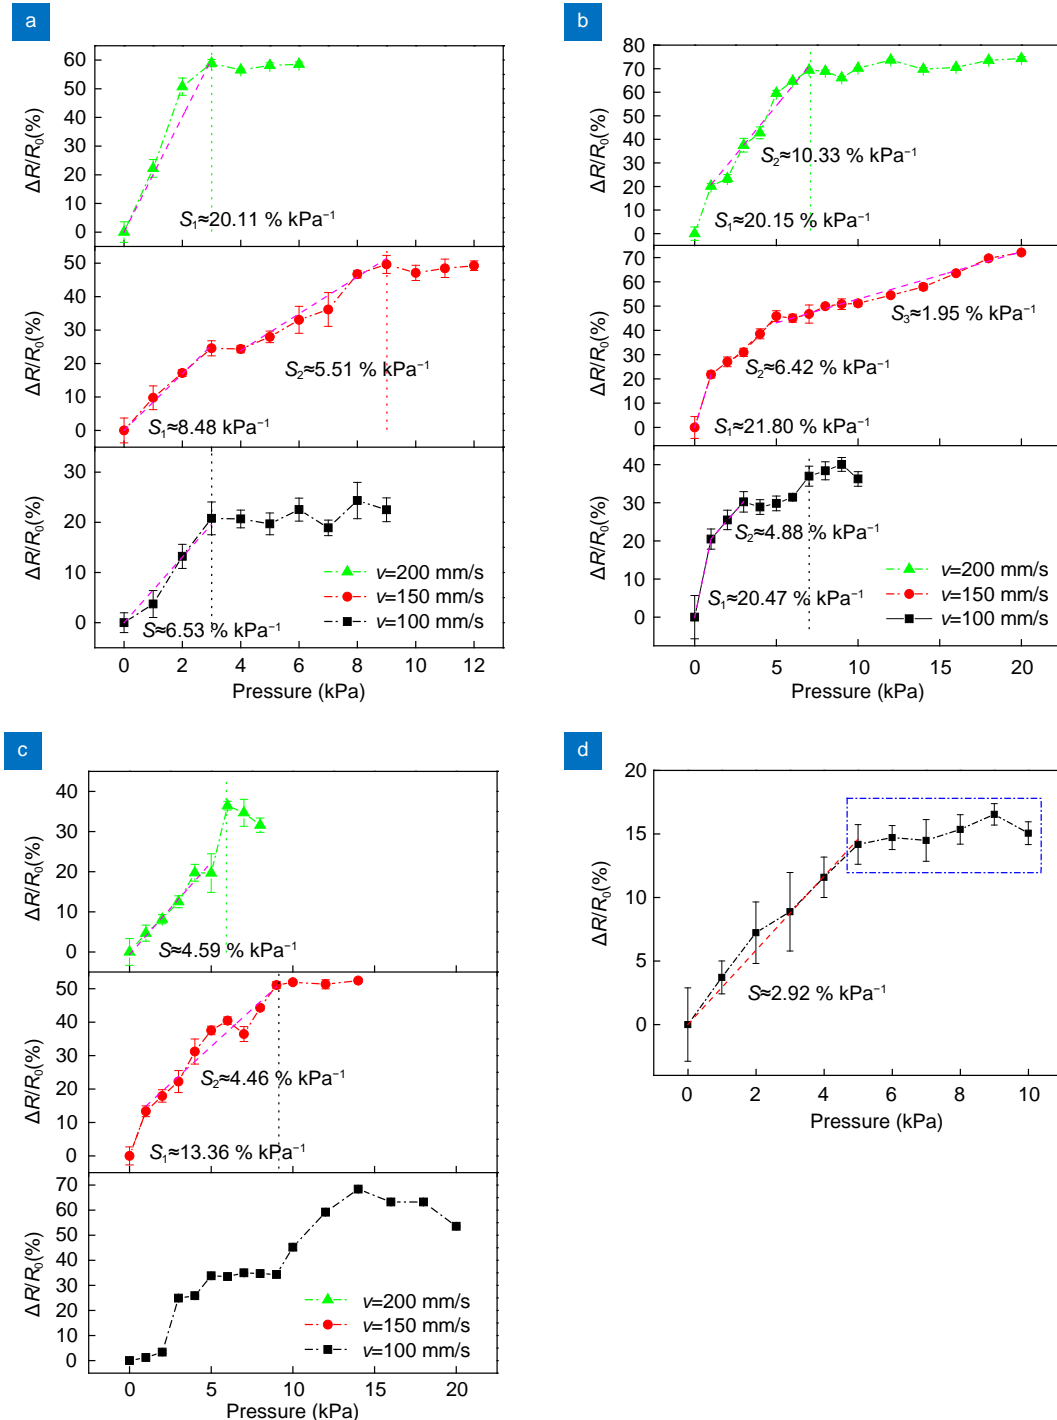 a
60
50
40
30
20
10
0
ΔR/R₀(%)
S₁≈20.11 % kPa⁻¹
50
40
30
20
10
0
ΔR/R₀(%)
S₂≈5.51 % kPa⁻¹
S₁≈8.48 kPa⁻¹
30
20
10
0
ΔR/R₀(%)
S≈6.53 % kPa⁻¹
v=200 mm/s
v=150 mm/s
v=100 mm/s
0 2 4 6 8 10 12
Pressure (kPa)
b
80
70
60
50
40
30
20
10
0
ΔR/R₀(%)
S₂≈10.33 % kPa⁻¹
S₁≈20.15 % kPa⁻¹
70
60
50
40
30
20
10
0
ΔR/R₀(%)
S₃≈1.95 % kPa⁻¹
S₂≈6.42 % kPa⁻¹
S₁≈21.80 % kPa⁻¹
40
30
20
10
0
ΔR/R₀(%)
S₂≈4.88 % kPa⁻¹
S₁≈20.47 % kPa⁻¹
v=200 mm/s
v=150 mm/s
v=100 mm/s
0 5 10 15 20
Pressure (kPa)
c
40
30
20
10
0
ΔR/R₀(%)
S≈4.59 % kPa⁻¹
50
40
30
20
10
0
ΔR/R₀(%)
S₂≈4.46 % kPa⁻¹
S₁≈13.36 % kPa⁻¹
70
60
50
40
30
20
10
0
ΔR/R₀(%)
v=200 mm/s
v=150 mm/s
v=100 mm/s
0 5 10 15 20
Pressure (kPa)
d
20
15
10
5
0
ΔR/R₀(%)
S≈2.92 % kPa⁻¹
0 2 4 6 8 10
Pressure (kPa)